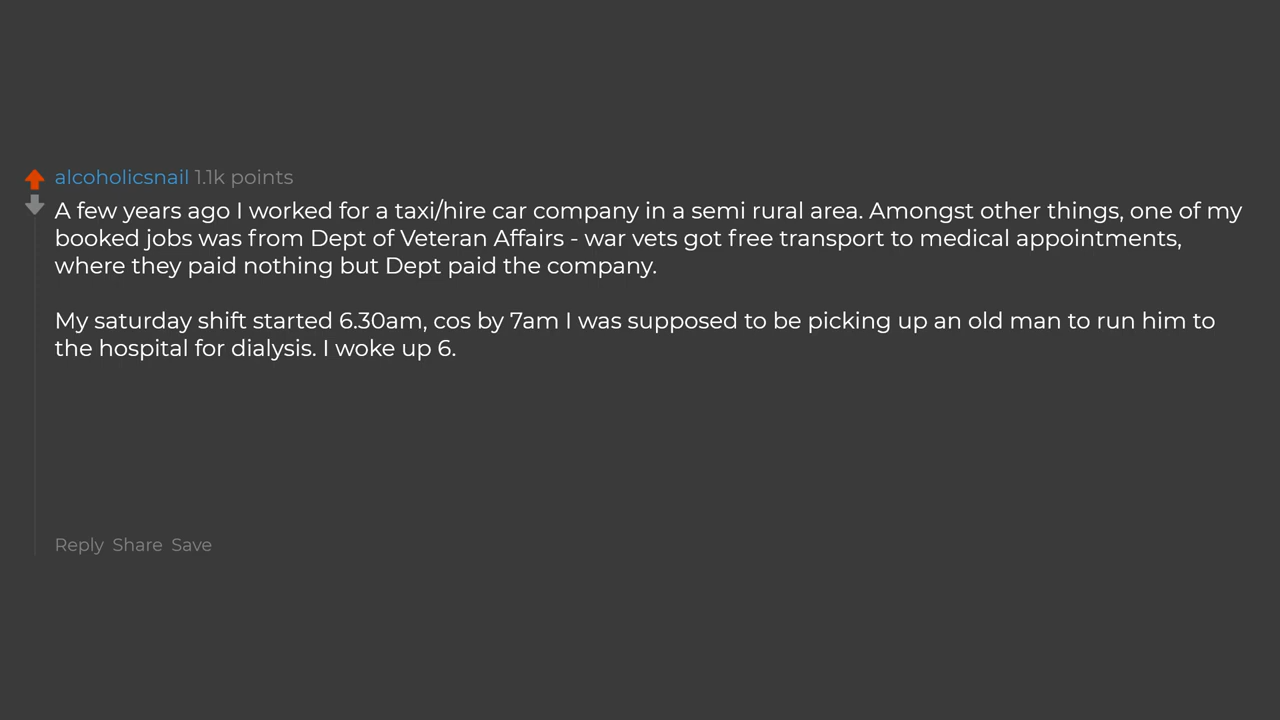 alcoholicsnail 1.1k points
A few years ago I worked for a taxi/hire car company in a semi rural area. Amongst other things, one of my
booked jobs was from Dept of Veteran Affairs - war vets got free transport to medical appointments,
where they paid nothing but Dept paid the company.
My saturday shift started 6.30am, cos by 7am I was supposed to be picking up an old man to run him to
the hospital for dialysis. I woke up 6.
Reply Share Save